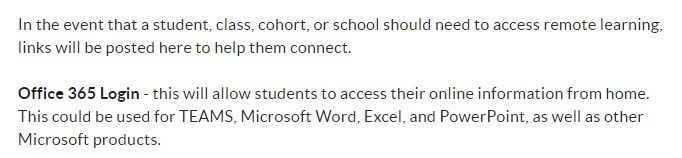 In the event that a student, class, cohort, or school should need to access remote learning,
links will be posted here to help them connect.
Office 365 Login - this will allow students to access their online information from home.
This could be used for TEAMS, Microsoft Word, Excel, and PowerPoint, as well as other
Microsoft products.